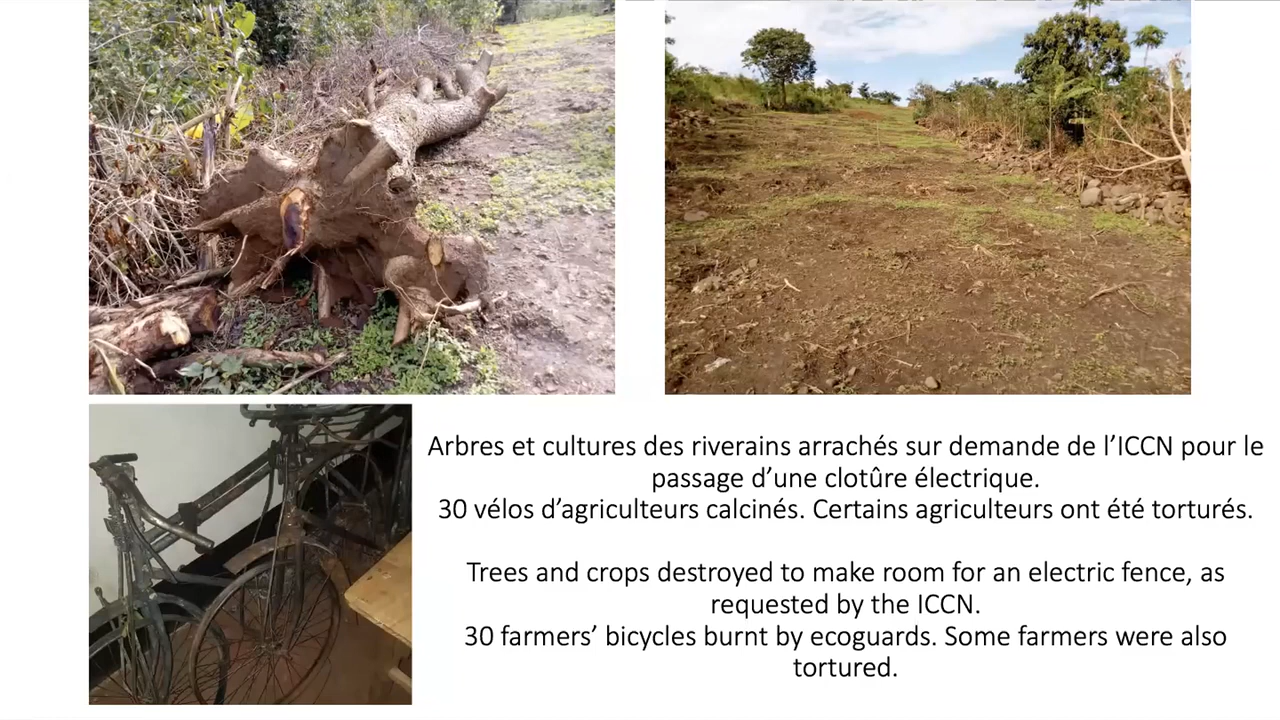 Arbres et cultures des riverains arrachés sur demande de l’ICCN pour le
passage d’une clotûre électrique.
30 vélos d’agriculteurs calcinés. Certains agriculteurs ont été torturés.
Trees and crops destroyed to make room for an electric fence, as
requested by the ICCN.
30 farmers’ bicycles burnt by ecoguards. Some farmers were also
tortured.